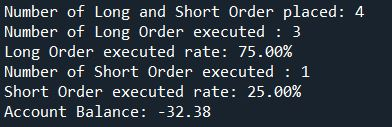 Number of Long and Short Order placed: 4
Number of Long Order executed : 3
Long Order executed rate: 75.00%
Number of Short Order executed : 1
Short Order executed rate: 25.00%
Account Balance: -32.38